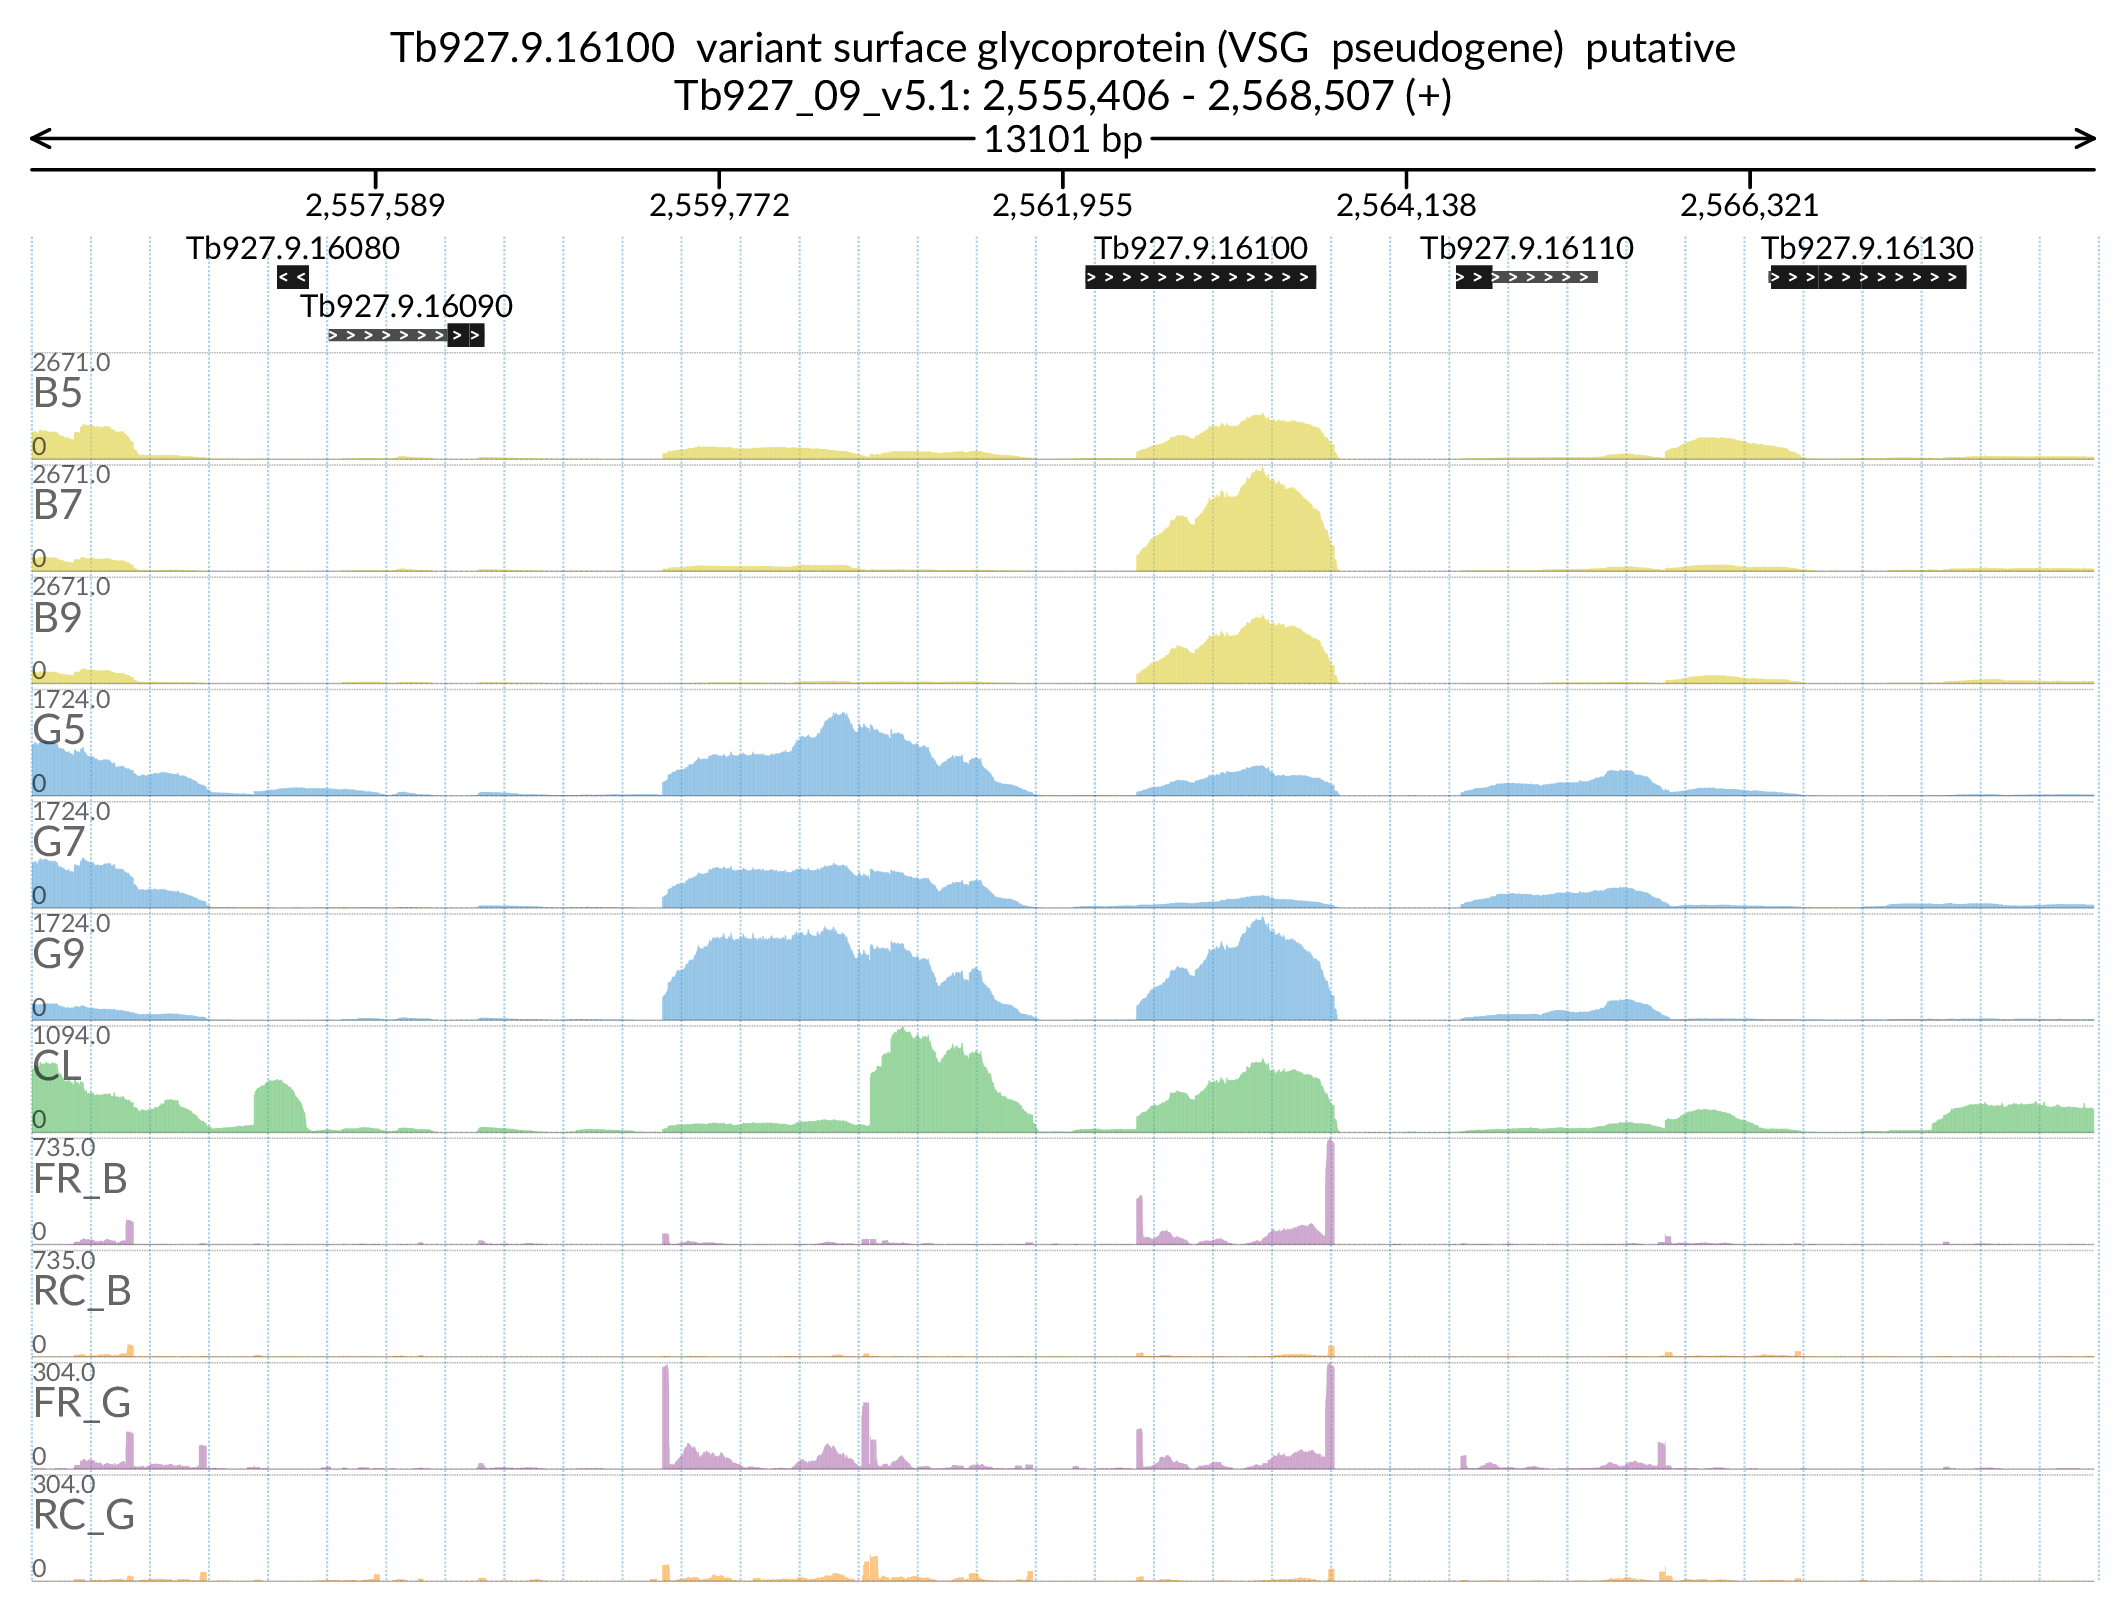 Tb927.9.16100 variant surface glycoprotein (VSG pseudogene) putative
Tb927_09_v5.1: 2,555,406 - 2,568,507 (+)
13101 bp
2,557,589 2,559,772 2,561,955 2,564,138 2,566,321
Tb927.9.16080 Tb927.9.16100 Tb927.9.16110 Tb927.9.16130
Tb927.9.16090
2671.0
B5
0
2671.0
B7
0
2671.0
B9
0
1724.0
G5
0
1724.0
G7
0
1724.0
G9
0
1094.0
CL
0
735.0
FR_B
0
735.0
RC_B
0
304.0
FR_G
0
304.0
RC_G
0